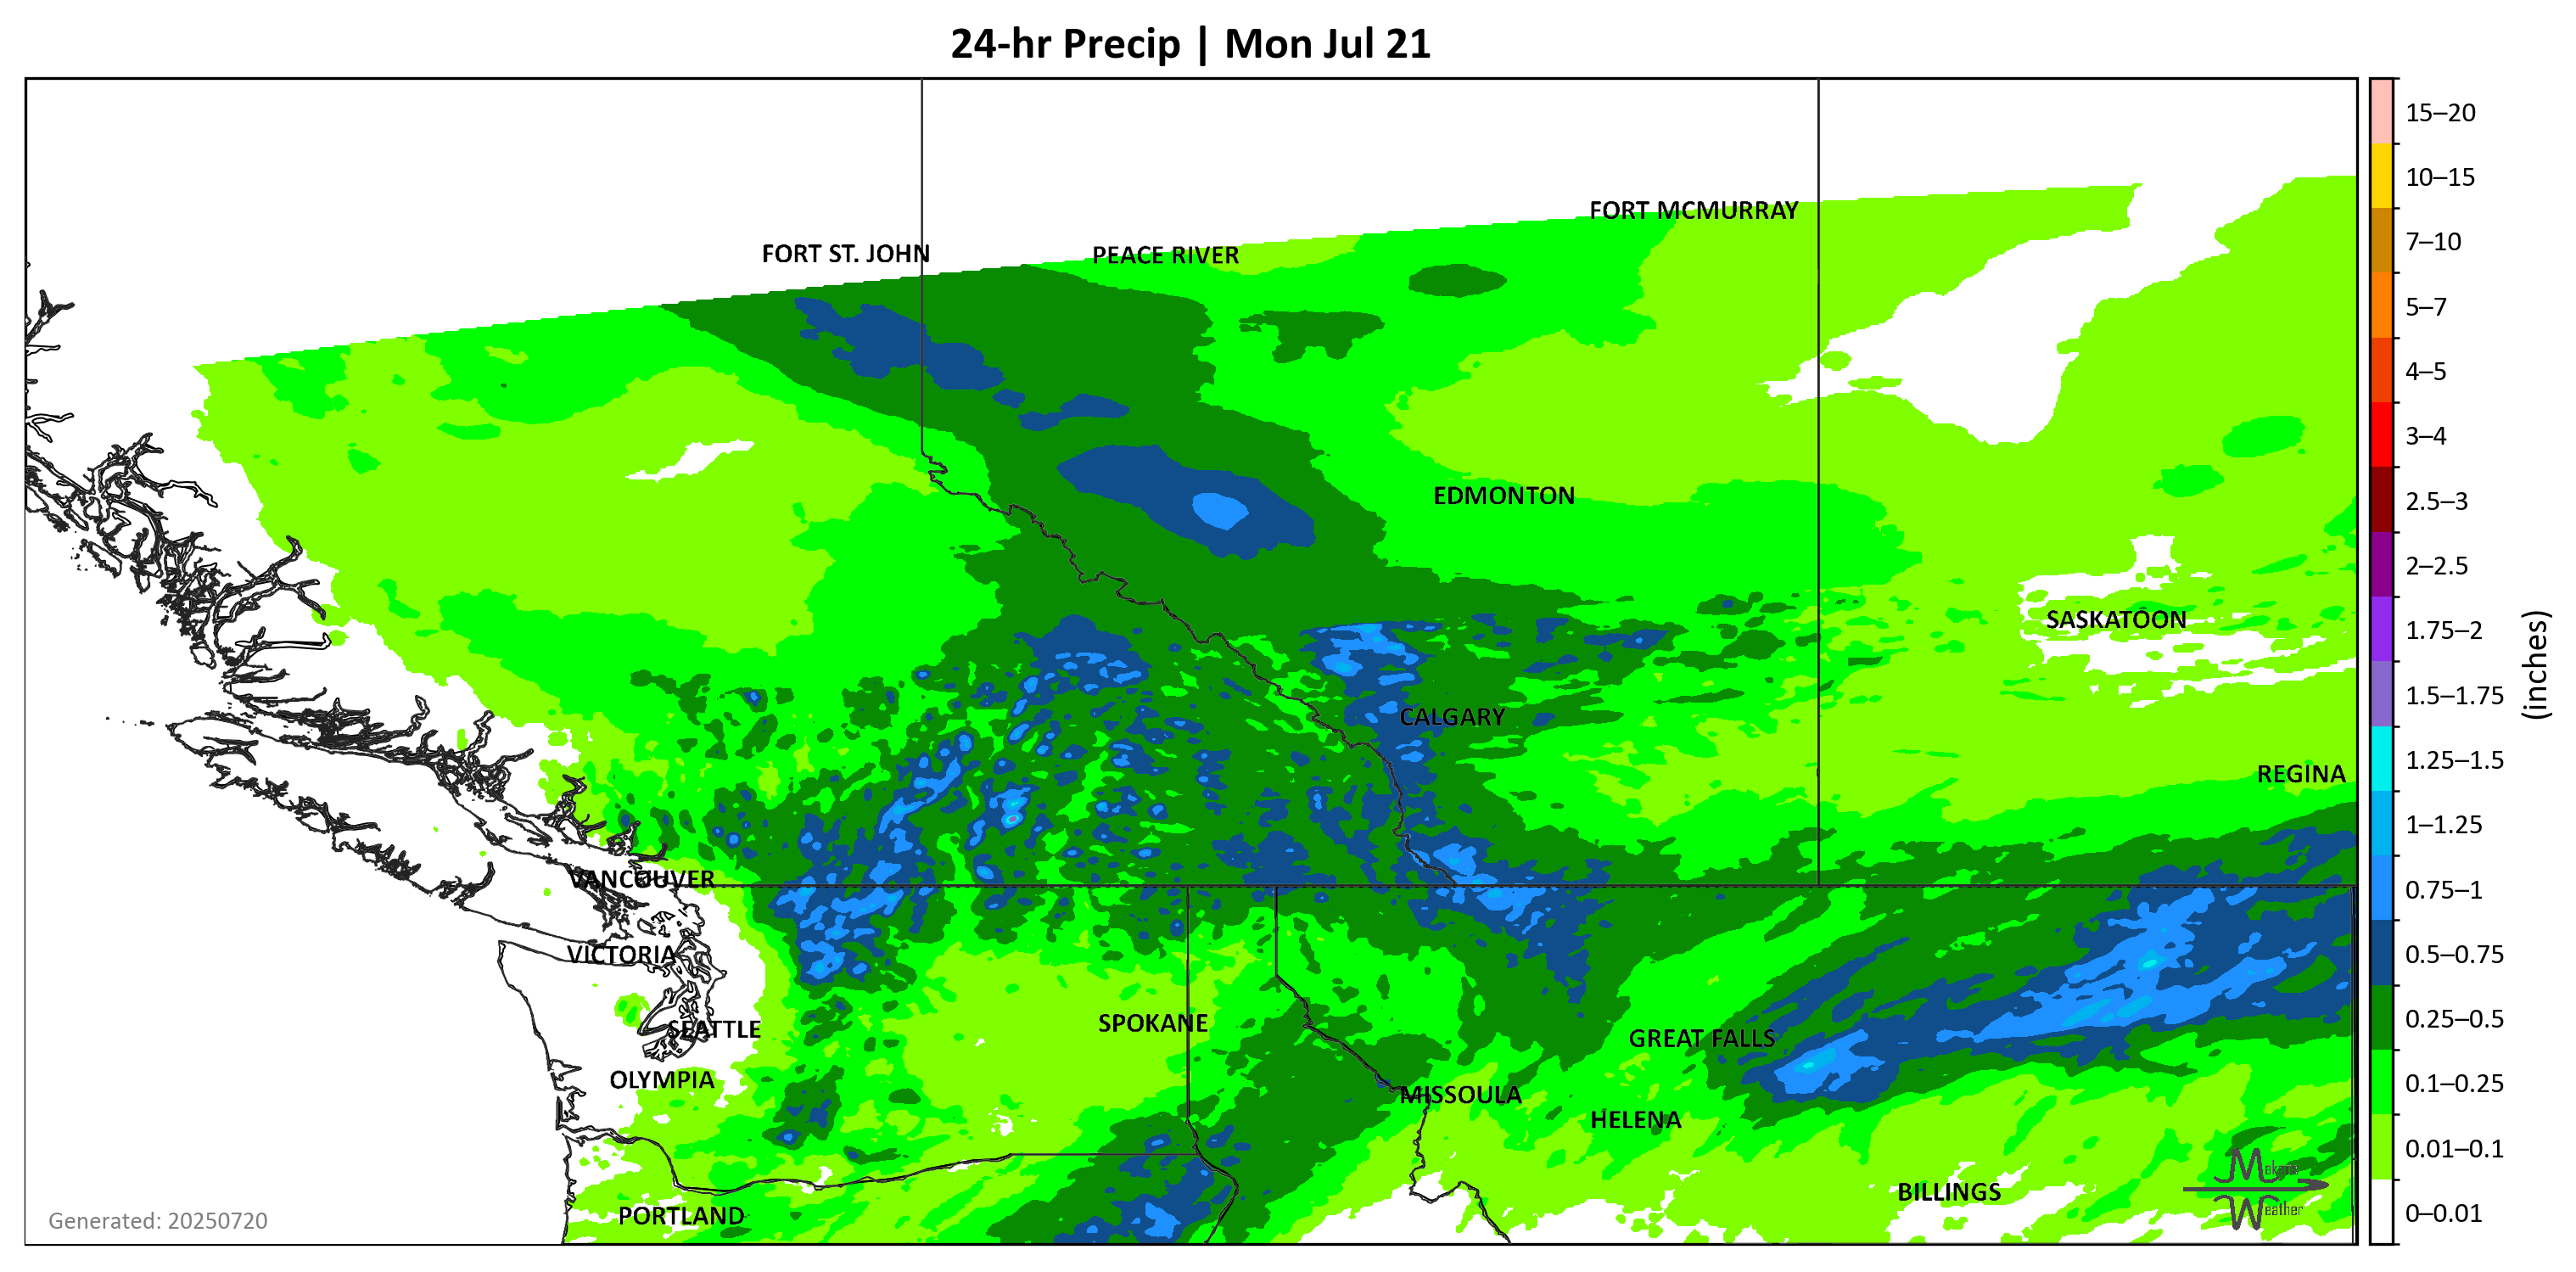 24-hr Precip | Mon Jul 21
FORT MCMURRAY
FORT ST. JOHN
PEACE RIVER
EDMONTON
SASKATOON
CALGARY
REGINA
VANCOUVER
VICTORIA
SPOKANE
SEATTLE
GREAT FALLS
OLYMPIA
MISSOULA
HELENA
BILLINGS
PORTLAND
Generated: 20250720
Weather
15–20
10–15
7–10
5–7
4–5
3–4
2.5–3
2–2.5
1.75–2
1.5–1.75
1.25–1.5
1–1.25
0.75–1
0.5–0.75
0.25–0.5
0.1–0.25
0.01–0.1
0–0.01
(inches)